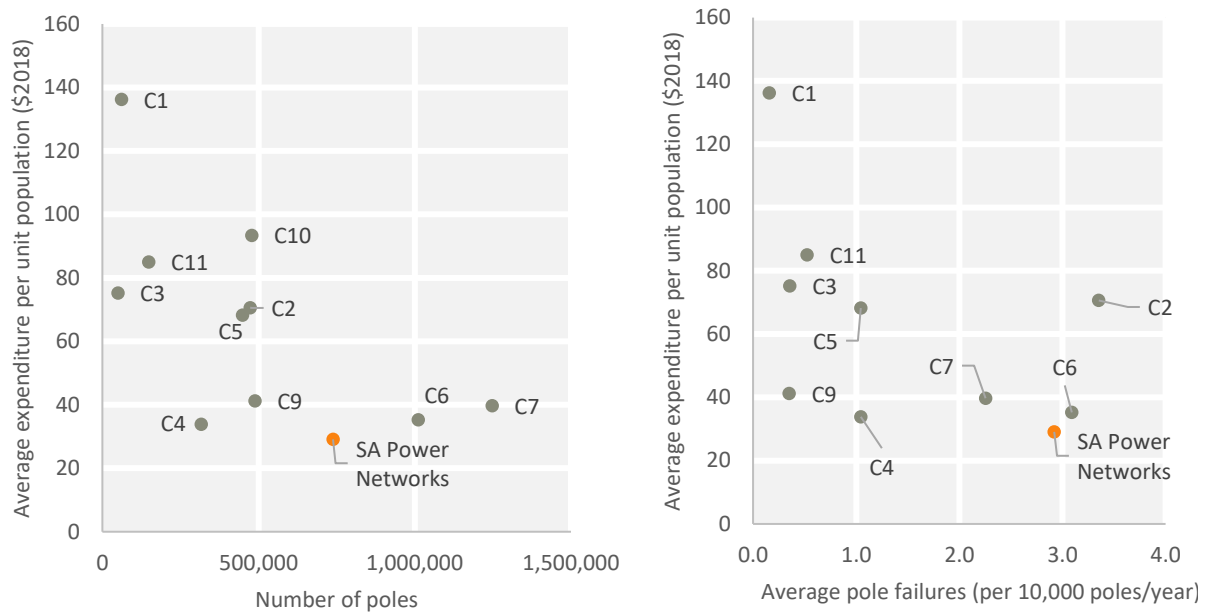 Average expenditure per unit population ($2018)
160
140
120
100
80
60
40
20
0
C1
C10
C11
C3
C2
C5
C9
C4
C6
C7
SA Power
Networks
0
500,000
1,000,000
1,500,000
Number of poles
Average expenditure per unit population ($2018)
160
140
120
100
80
60
40
20
0
C1
C11
C3
C2
C5
C7
C6
C9
C4
SA Power
Networks
0.0
1.0
2.0
3.0
4.0
Average pole failures (per 10,000 poles/year)